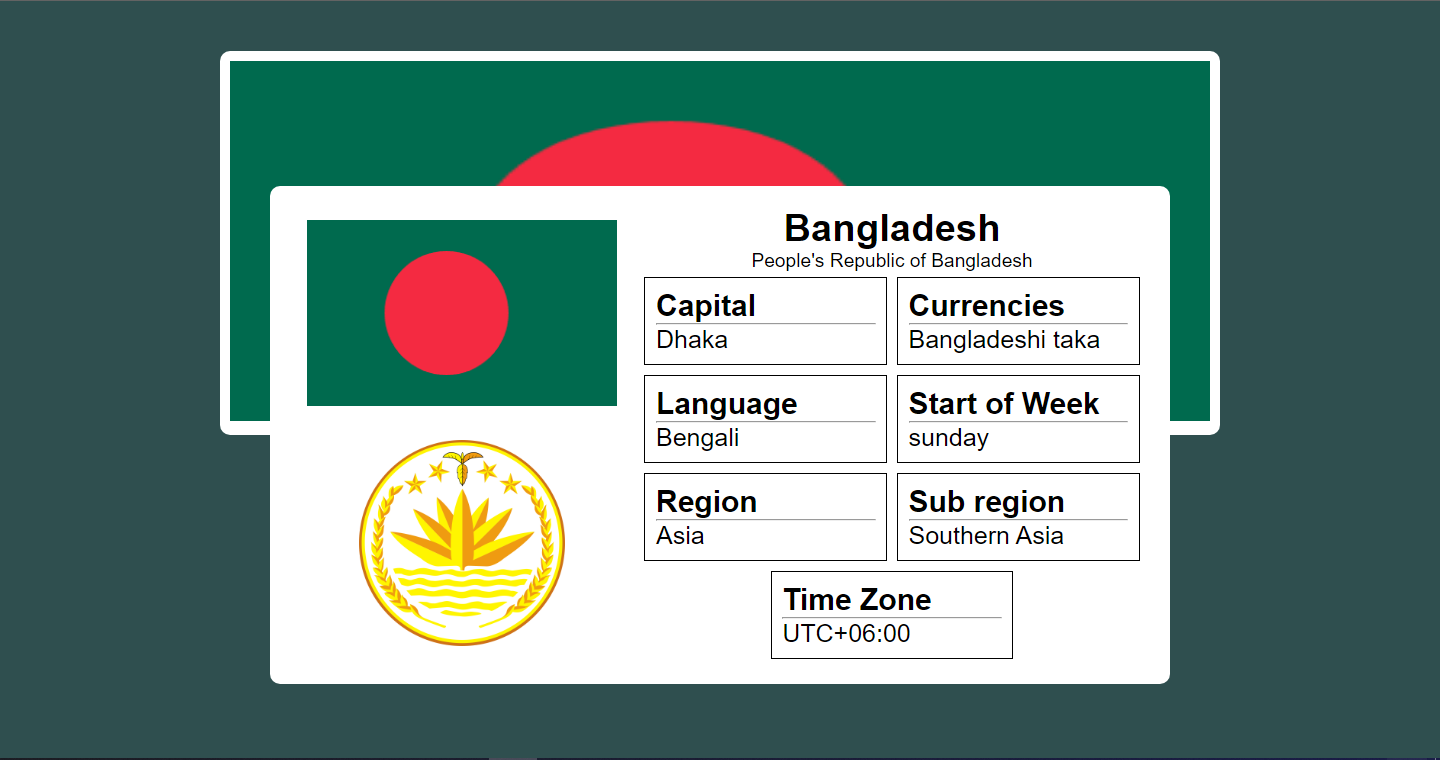 Bangladesh
People's Republic of Bangladesh
Capital
Dhaka
Currencies
Bangladeshi taka
Language
Bengali
Start of Week
sunday
Region
Asia
Sub region
Southern Asia
Time Zone
UTC+06:00